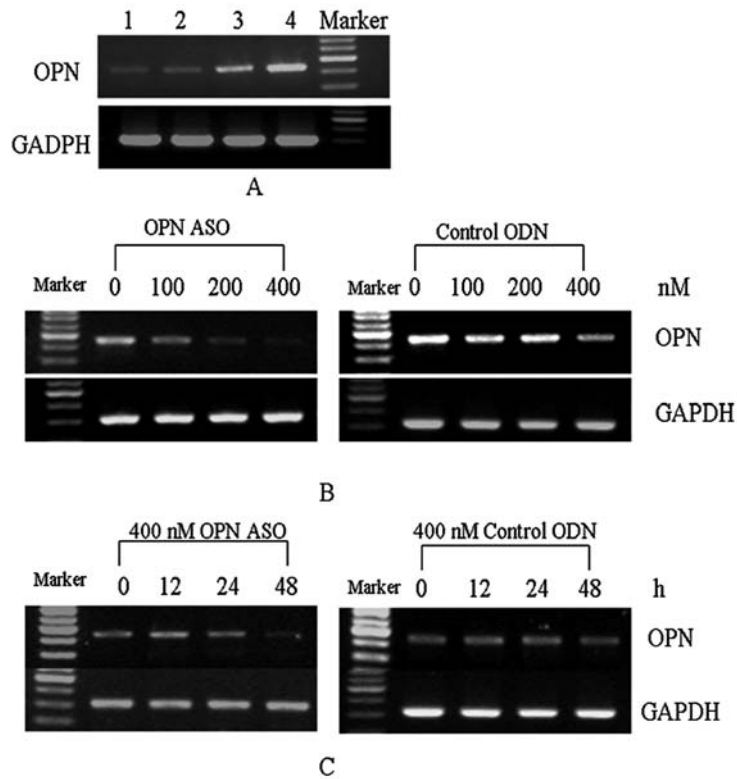 1 2 3 4 Marker
OPN
GADPH
A
OPN ASO Control ODN
Marker 0 100 200 400 Marker 0 100 200 400 nM
OPN
GAPDH
B
400 nM OPN ASO 400 nM Control ODN
Marker 0 12 24 48 Marker 0 12 24 48 h
OPN
GAPDH
C